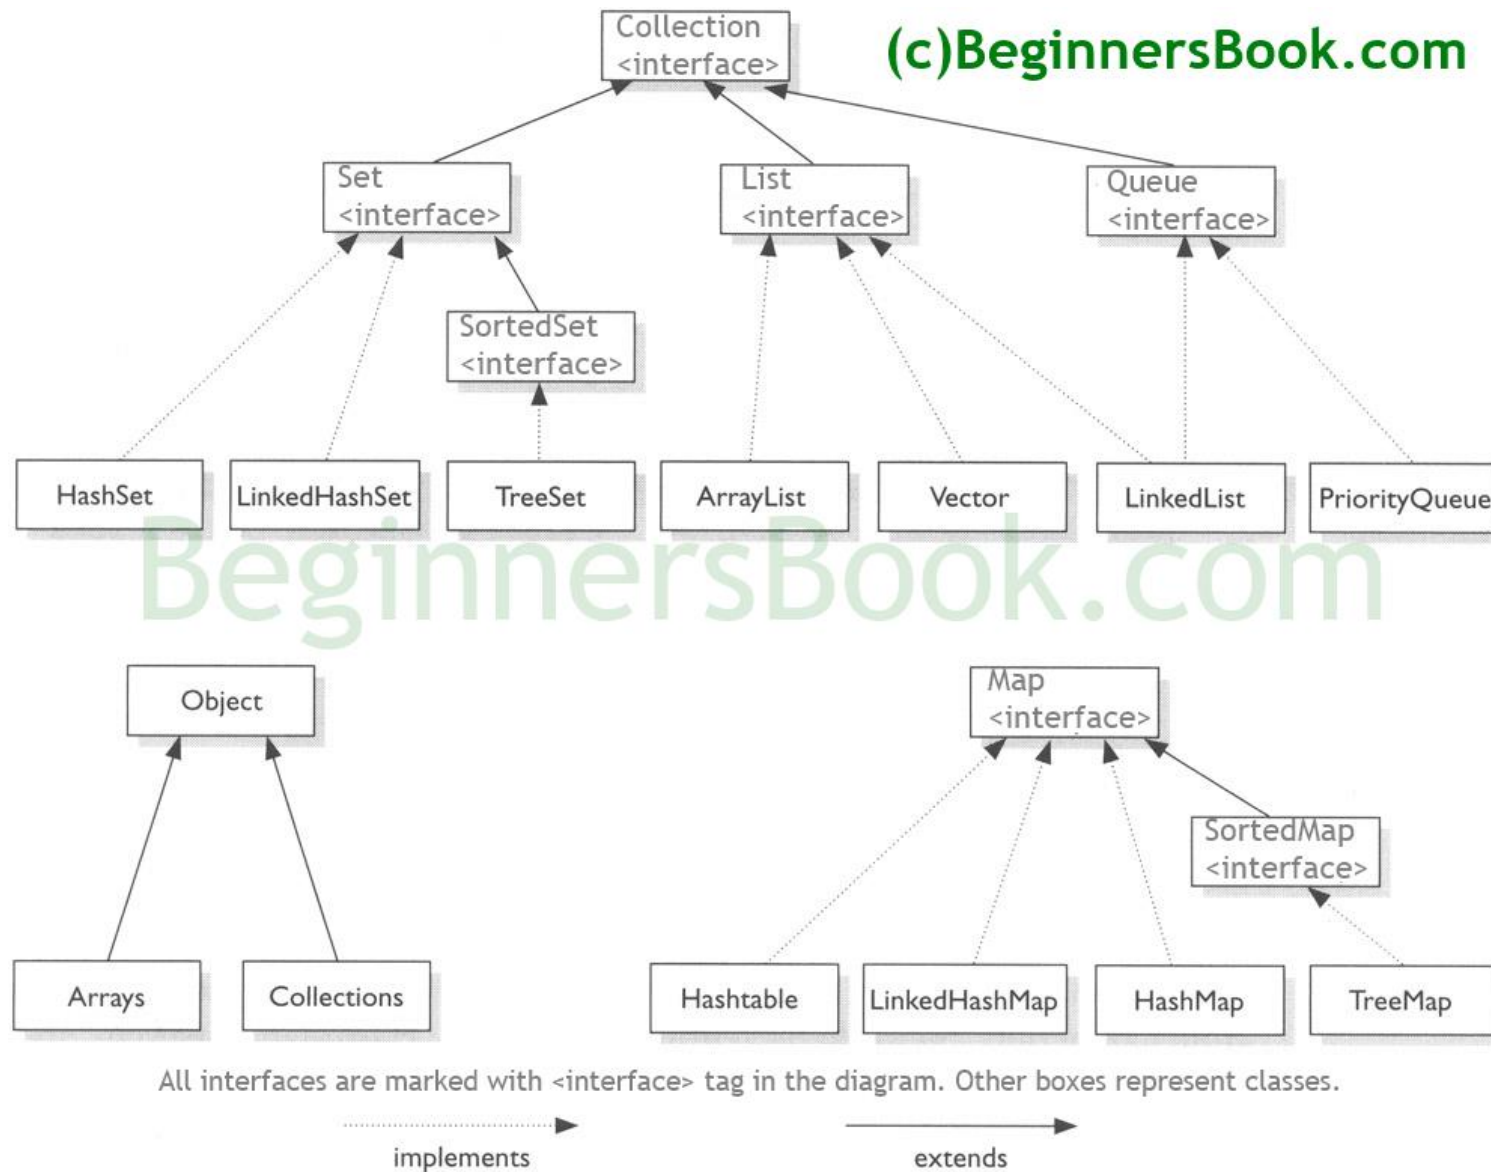 Collection
<interface>
(c)BeginnersBook.com
Set
<interface>
List
<interface>
Queue
<interface>
SortedSet
<interface>
HashSet
LinkedHashSet
TreeSet
ArrayList
Vector
LinkedList
PriorityQueue
BeginnersBook.com
Object
Map
<interface>
SortedMap
<interface>
Arrays
Collections
Hashtable
LinkedHashMap
HashMap
TreeMap
All interfaces are marked with <interface> tag in the diagram. Other boxes represent classes.
implements
extends